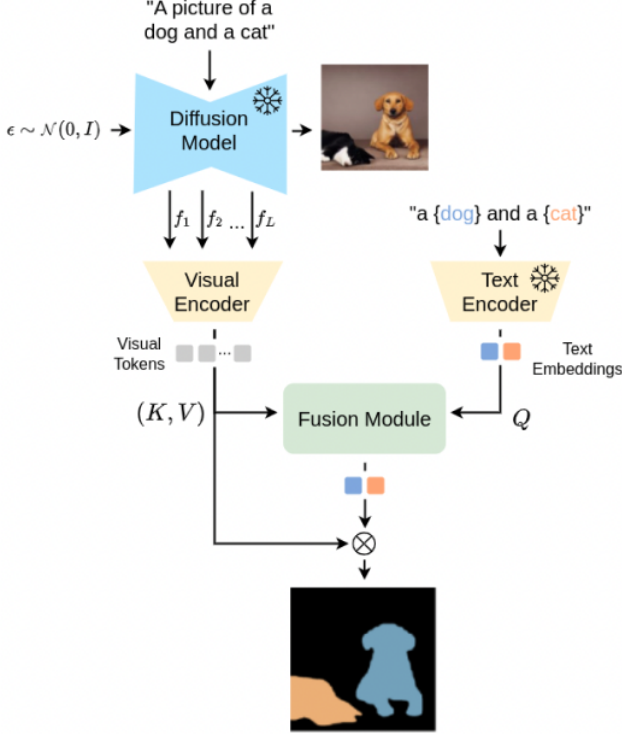 "A picture of a
dog and a cat"
Diffusion
Model
ϵ ∼ 𝒩(0, I)
f₁ f₂ ... f_L
"a {dog} and a {cat}"
Visual
Encoder
Text
Encoder
Visual
Tokens
...
Text
Embeddings
(K, V)
Fusion Module
Q